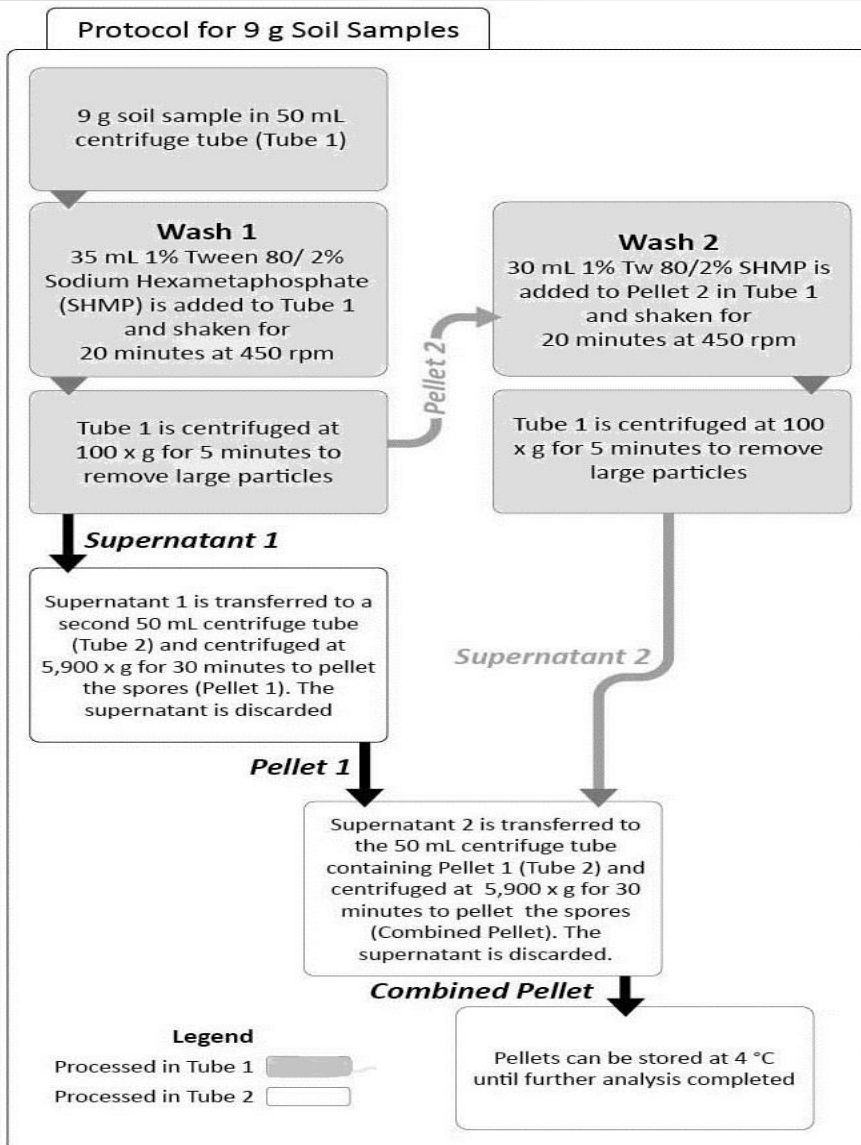 Protocol for 9 g Soil Samples
9 g soil sample in 50 mL
centrifuge tube (Tube 1)
Wash 1
35 mL 1% Tween 80/ 2%
Sodium Hexametaphosphate
(SHMP) is added to Tube 1
and shaken for
20 minutes at 450 rpm
Tube 1 is centrifuged at
100 x g for 5 minutes to
remove large particles
Pellet 2
Wash 2
30 mL 1% Tw 80/2% SHMP is
added to Pellet 2 in Tube 1
and shaken for
20 minutes at 450 rpm
Tube 1 is centrifuged at 100
x g for 5 minutes to remove
large particles
Supernatant 1
Supernatant 1 is transferred to a
second 50 mL centrifuge tube
(Tube 2) and centrifuged at
5,900 x g for 30 minutes to pellet
the spores (Pellet 1). The
supernatant is discarded
Supernatant 2
Pellet 1
Supernatant 2 is transferred to
the 50 mL centrifuge tube
containing Pellet 1 (Tube 2) and
centrifuged at 5,900 x g for 30
minutes to pellet the spores
(Combined Pellet). The
supernatant is discarded.
Combined Pellet
Pellets can be stored at 4 °C
until further analysis completed
Legend
Processed in Tube 1
Processed in Tube 2